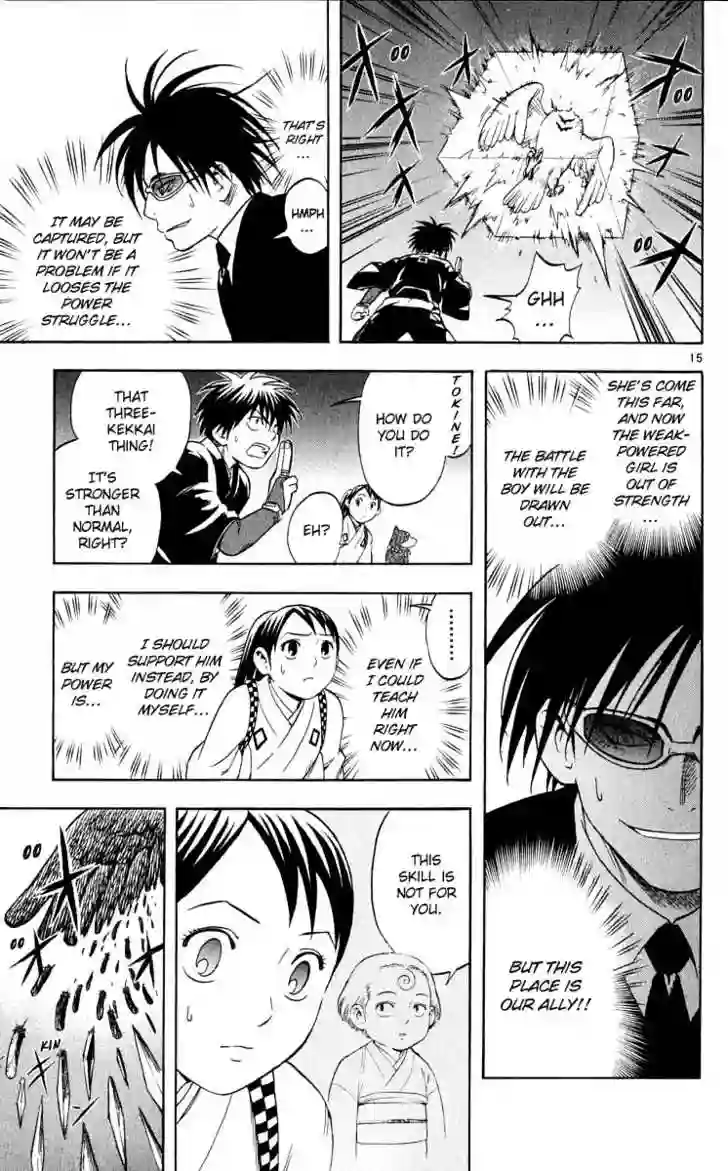 GHH
...
THAT'S
RIGHT
...
HMPH
...
IT MAY BE
CAPTURED, BUT
IT WON'T BE A
PROBLEM IF IT
LOOSES THE
POWER
STRUGGLE...
15
SHE'S COME
THIS FAR,
AND NOW
THE WEAK-
POWERED
GIRL IS
OUT OF
STRENGTH
...
THE BATTLE
WITH THE
BOY WILL BE
DRAWN
OUT...
BUT THIS
PLACE IS
OUR ALLY!!
TOKINE!
HOW DO
YOU DO
IT?
EH?
THAT
THREE-
KEKKAI
THING!
IT'S
STRONGER
THAN
NORMAL,
RIGHT?
.........
EVEN IF
I COULD
TEACH
HIM
RIGHT
NOW...
I SHOULD
SUPPORT HIM
INSTEAD, BY
DOING IT
MYSELF...
BUT MY
POWER
IS...
THIS
SKILL IS
NOT FOR
YOU.
KIN